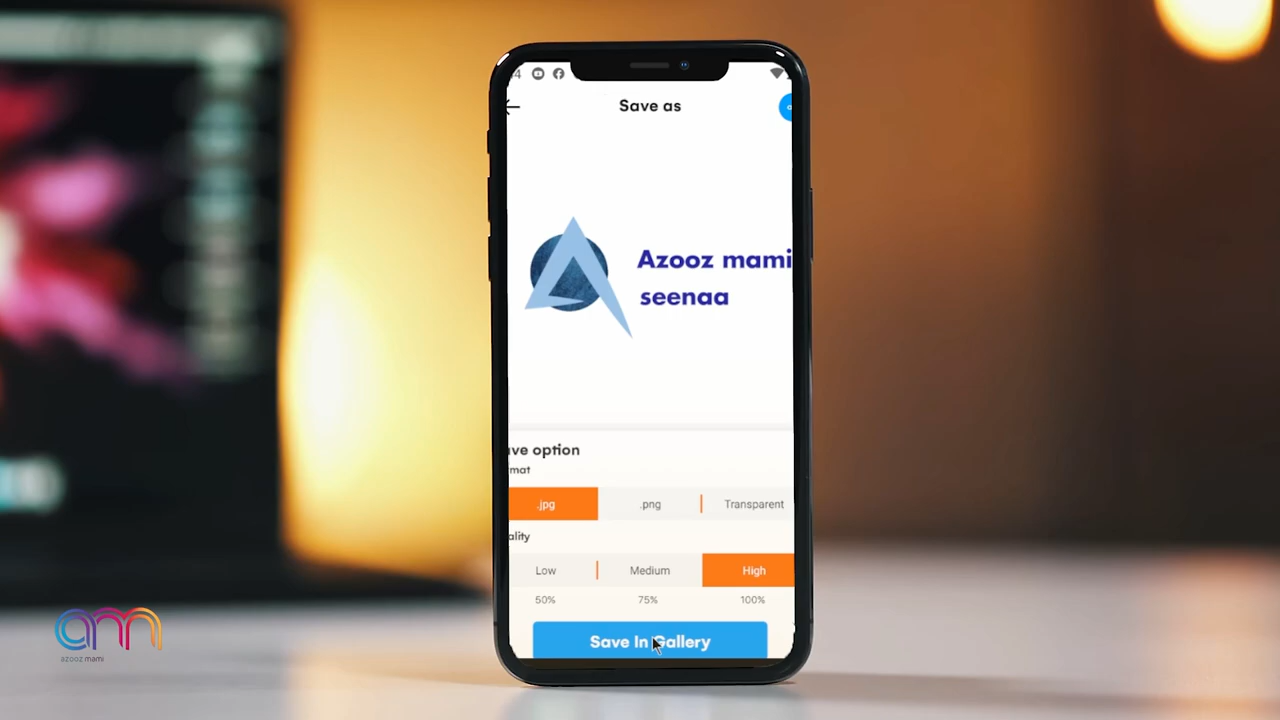 Save as
Azooz mami
seenaa
ve option
mat
.jpg
.png
Transparent
ality
Low
Medium
High
50%
75%
100%
Save In Gallery
azooz mami